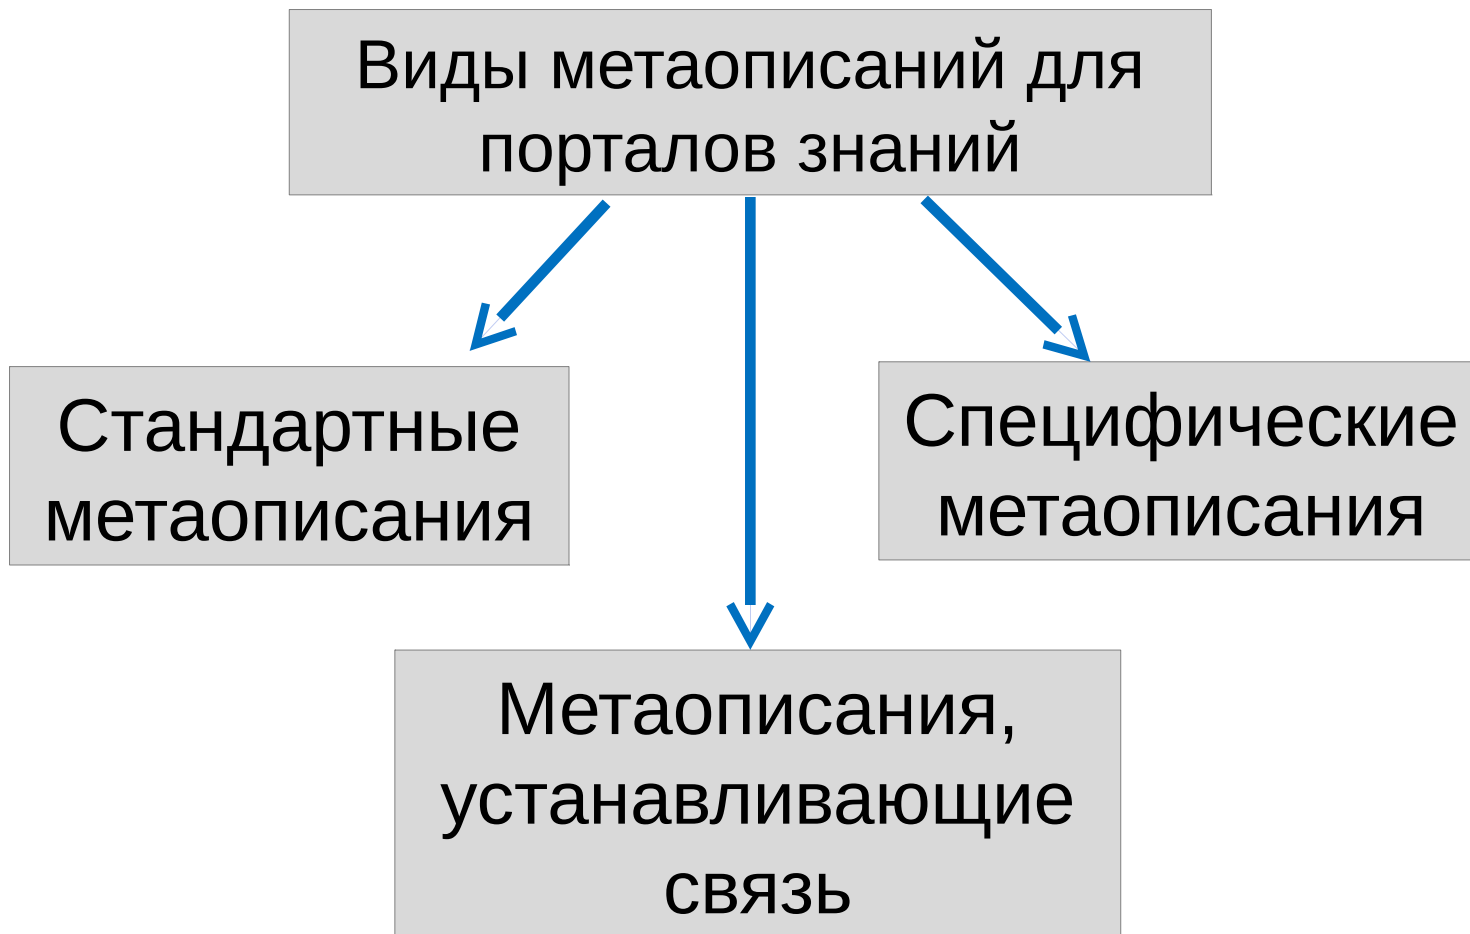 Виды метаописаний для
порталов знаний
Стандартные
метаописания
Специфические
метаописания
Метаописания,
устанавливающие
связь